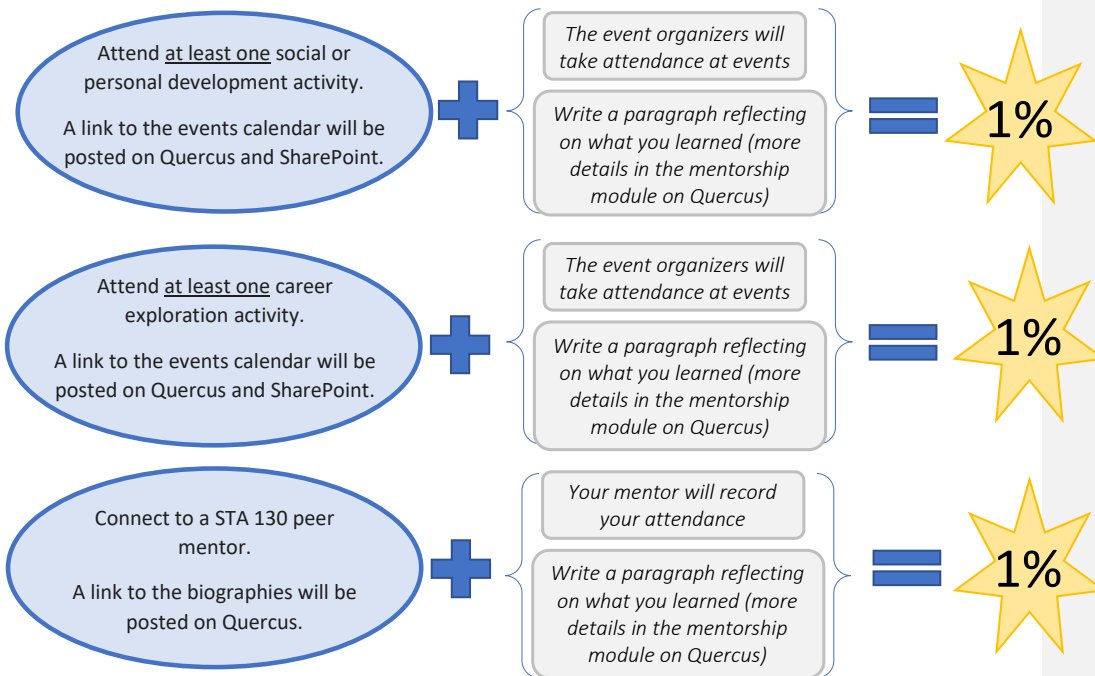 Attend at least one social or
personal development activity.
A link to the events calendar will be
posted on Quercus and SharePoint.
The event organizers will
take attendance at events
Write a paragraph reflecting
on what you learned (more
details in the mentorship
module on Quercus)
1%
Attend at least one career
exploration activity.
A link to the events calendar will be
posted on Quercus and SharePoint.
The event organizers will
take attendance at events
Write a paragraph reflecting
on what you learned (more
details in the mentorship
module on Quercus)
1%
Connect to a STA 130 peer
mentor.
A link to the biographies will be
posted on Quercus.
Your mentor will record
your attendance
Write a paragraph reflecting
on what you learned (more
details in the mentorship
module on Quercus)
1%